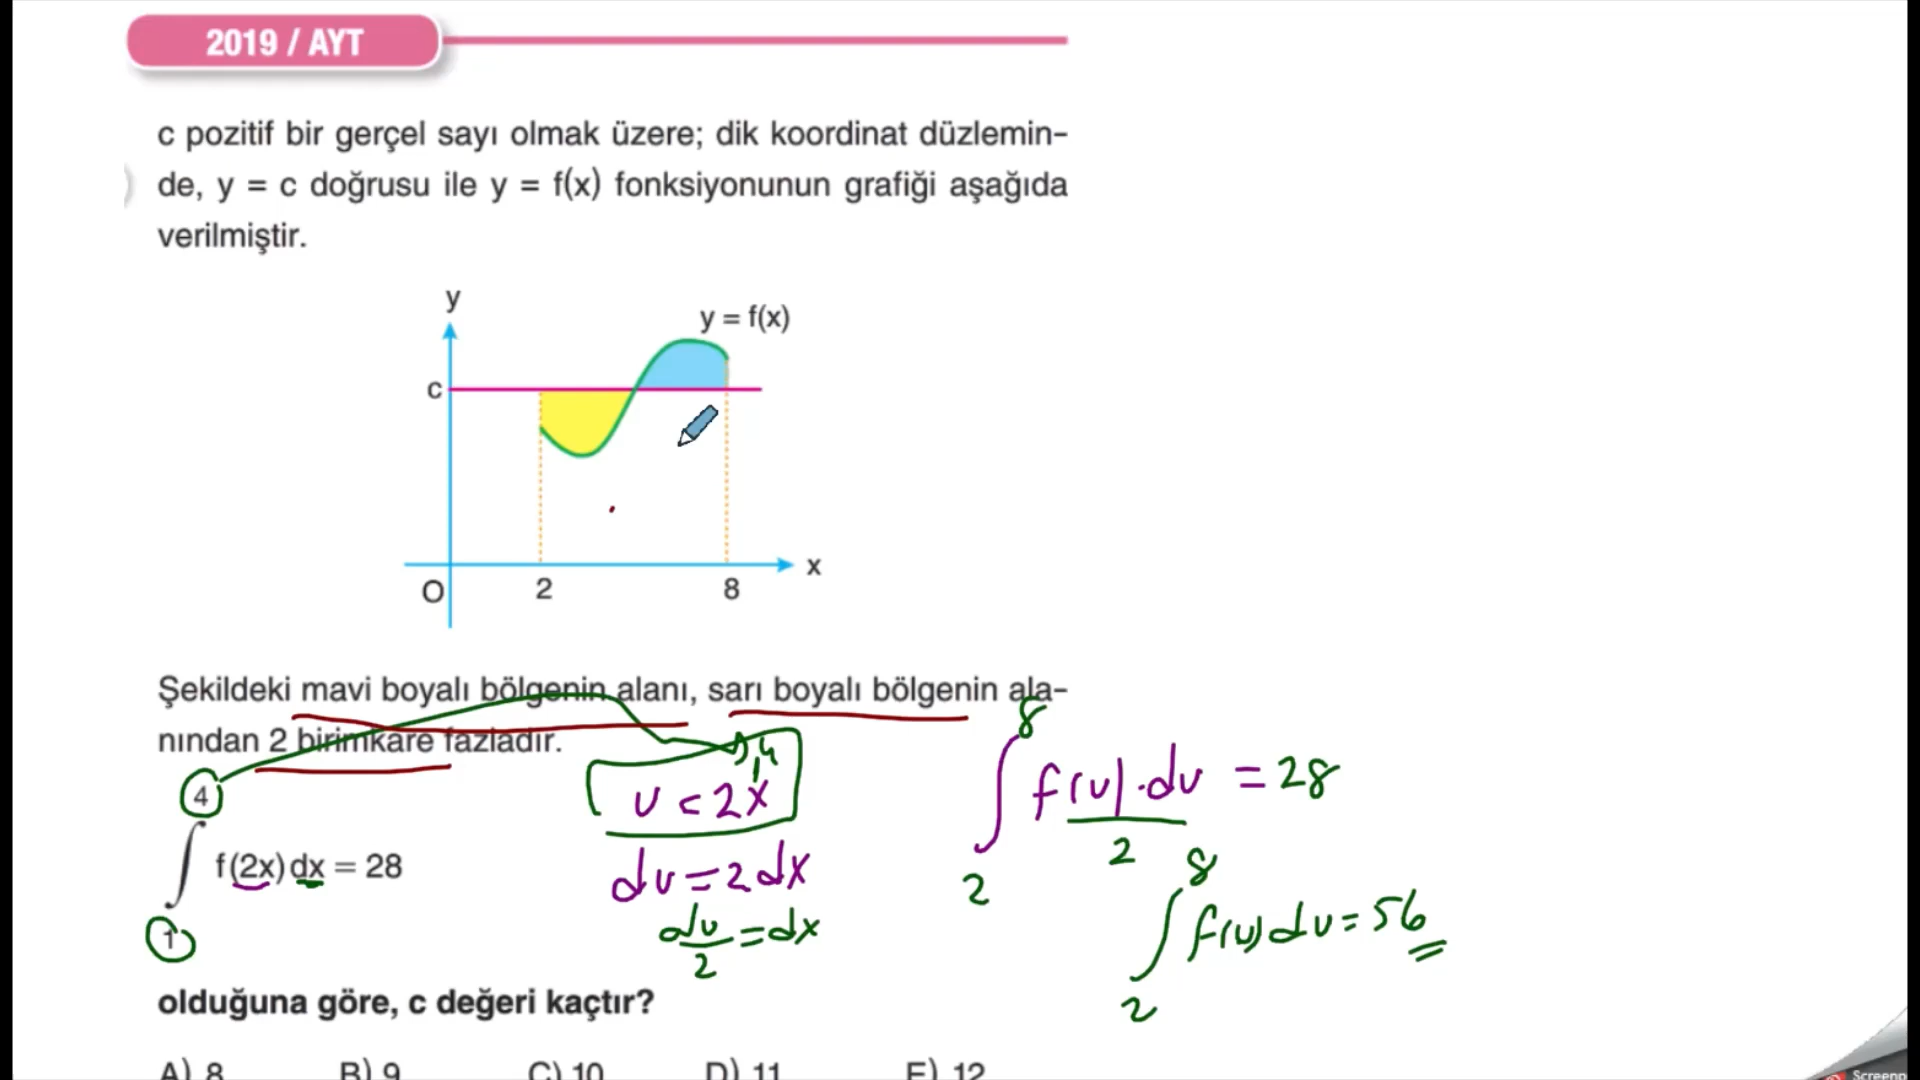 2019 / AYT
c pozitif bir gerçel sayı olmak üzere; dik koordinat düzlemin-
de, y = c doğrusu ile y = f(x) fonksiyonunun grafiği aşağıda
verilmiştir.
y
y = f(x)
c
x
O 2 8
Şekildeki mavi boyalı bölgenin alanı, sarı boyalı bölgenin ala-
nından 2 birimkare fazladır.
4
∫ f(2x) dx = 28
1
u = 2x
du = 2dx
du/2 = dx
8
∫ f(u).du/2 = 28
2
8
∫ f(u) du = 56
2
olduğuna göre, c değeri kaçtır?
A) 8 B) 9 C) 10 D) 11 E) 12